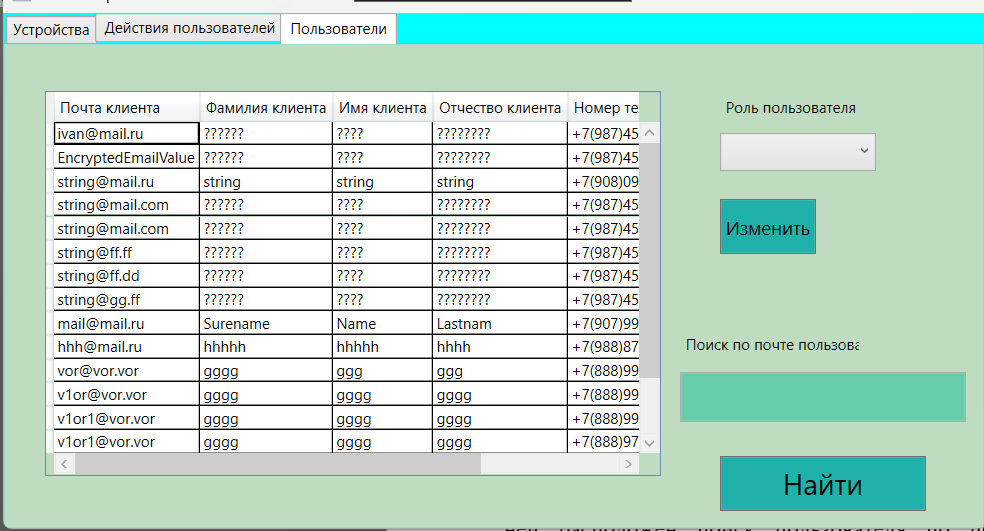 Устройства Действия пользователей Пользователи
Почта клиента Фамилия клиента Имя клиента Отчество клиента Номер те
ivan@mail.ru ?????? ???? ???????? +7(987)45
EncryptedEmailValue ?????? ???? ???????? +7(987)45
string@mail.ru string string string +7(908)09
string@mail.com ?????? ???? ???????? +7(987)45
string@mail.com ?????? ???? ???????? +7(987)45
string@ff.ff ?????? ???? ???????? +7(987)45
string@ff.dd ?????? ???? ???????? +7(987)45
string@gg.ff ?????? ???? ???????? +7(987)45
mail@mail.ru Surename Name Lastnam +7(907)99
hhh@mail.ru hhhhh hhhhh hhhh +7(988)87
vor@vor.vor gggg ggg ggg +7(888)99
v1or@vor.vor gggg gggg gggg +7(888)99
v1or1@vor.vor gggg gggg gggg +7(888)99
v1or1@vor.vor gggg gggg gggg +7(888)97
Роль пользователя
Изменить
Поиск по почте пользова
Найти